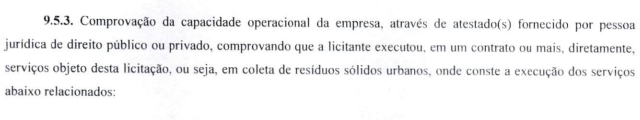 9.5.3. Comprovação da capacidade operacional da empresa, através de atestado(s) fornecido por pessoa
jurídica de direito público ou privado, comprovando que a licitante executou, em um contrato ou mais, diretamente,
serviços objeto desta licitação, ou seja, em coleta de resíduos sólidos urbanos, onde conste a execução dos serviços
abaixo relacionados: